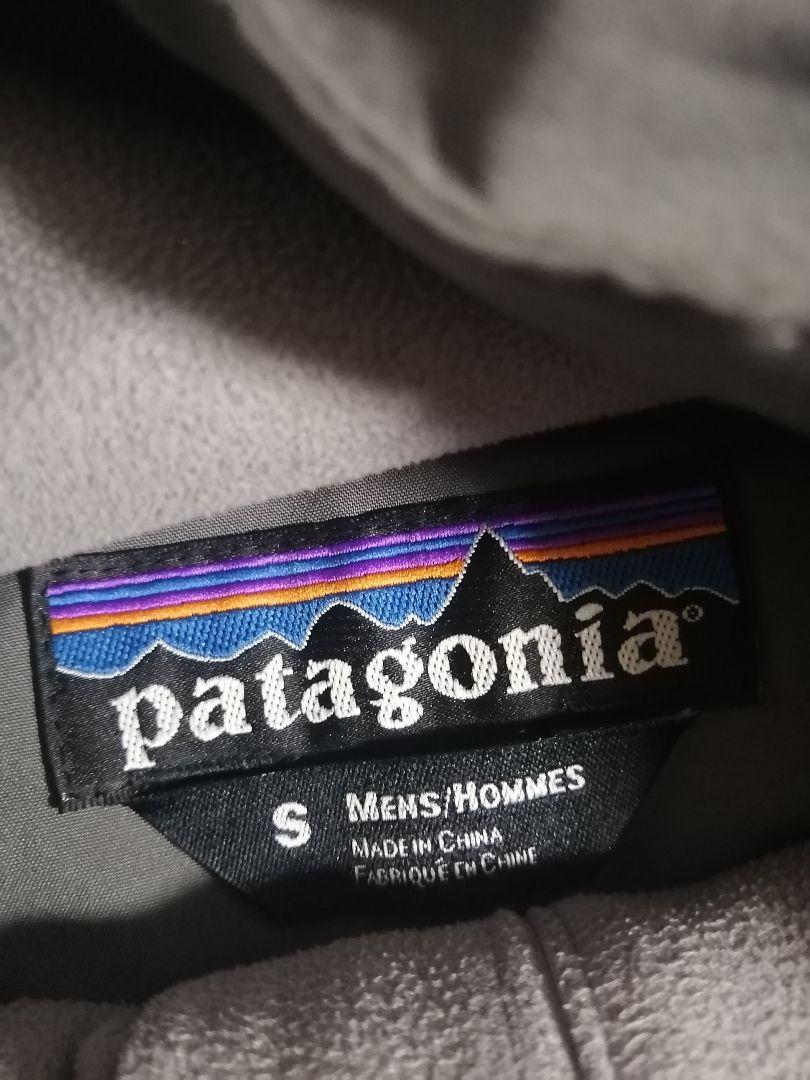 patagonia®
S MENS/HOMMES
MADE IN CHINA
FABRIQUÉ EN CHINE